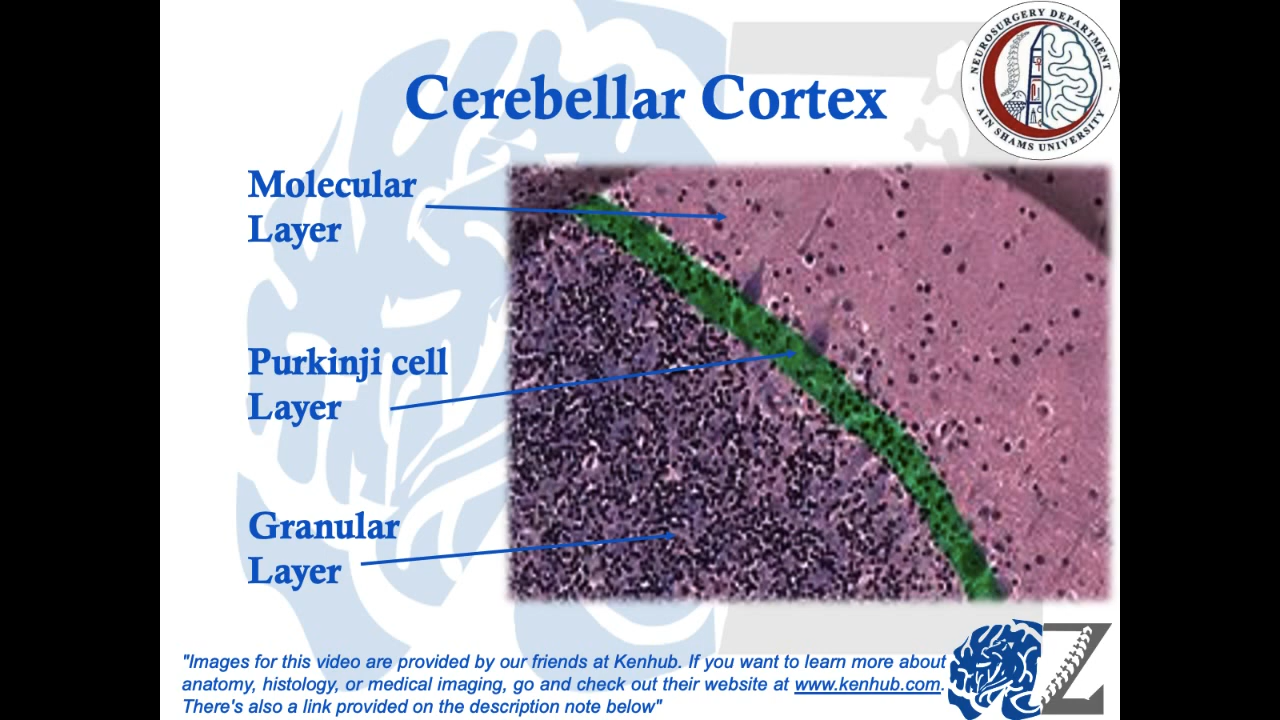 Cerebellar Cortex
NEUROSURGERY DEPARTMENT
AIN SHAMS UNIVERSITY
Molecular
Layer
Purkinji cell
Layer
Granular
Layer
"Images for this video are provided by our friends at Kenhub. If you want to learn more about
anatomy, histology, or medical imaging, go and check out their website at www.kenhub.com.
There's also a link provided on the description note below"
Z